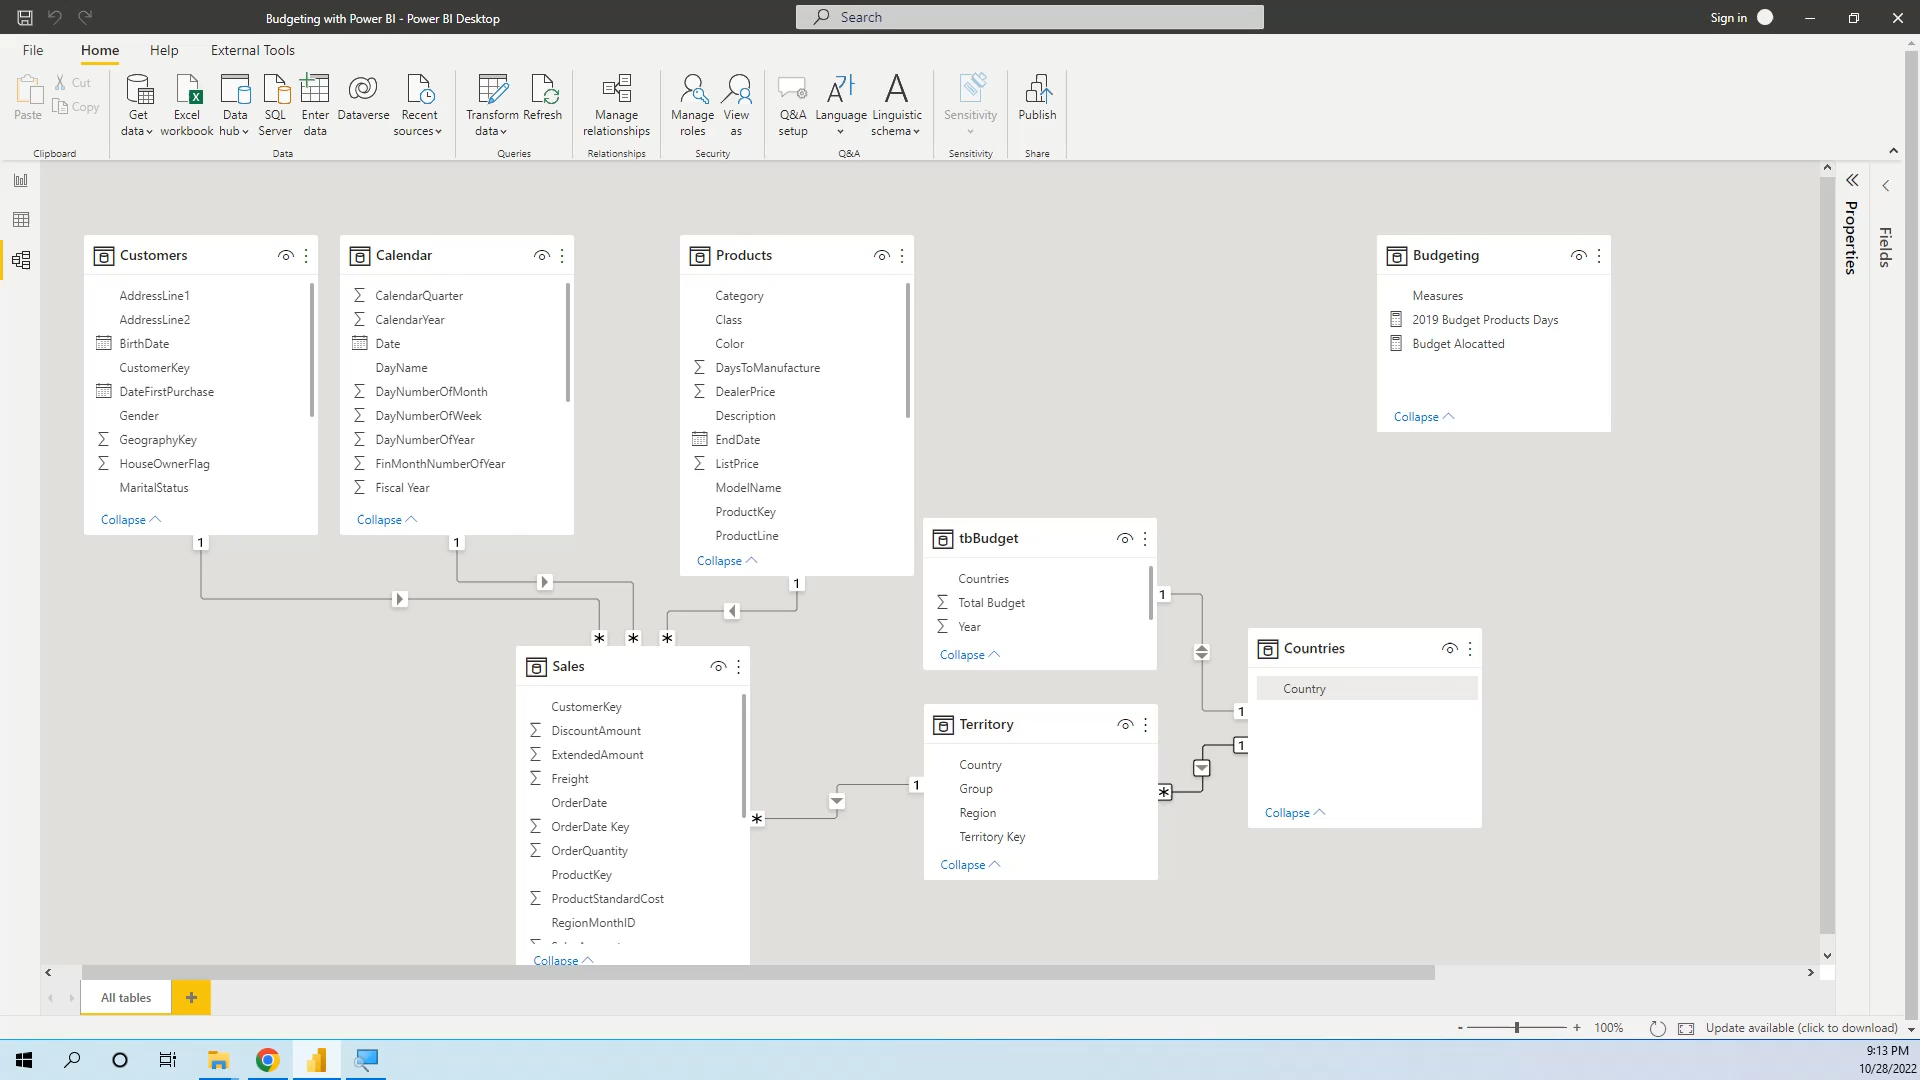 Budgeting with Power BI - Power BI Desktop
Search
Sign in
File
Home
Help
External Tools
Paste
Cut
Copy
Clipboard
Get data
Excel workbook
Data hub
SQL Server
Enter data
Dataverse
Recent sources
Data
Transform data
Refresh
Queries
Manage relationships
Relationships
Manage roles
View as
Security
Q&A setup
Language
Linguistic schema
Q&A
Sensitivity
Sensitivity
Publish
Share
Properties
Fields
Customers
AddressLine1
AddressLine2
BirthDate
CustomerKey
DateFirstPurchase
Gender
GeographyKey
HouseOwnerFlag
MaritalStatus
Collapse
1
Calendar
CalendarQuarter
CalendarYear
Date
DayName
DayNumberOfMonth
DayNumberOfWeek
DayNumberOfYear
FinMonthNumberOfYear
Fiscal Year
Collapse
1
Products
Category
Class
Color
DaysToManufacture
DealerPrice
Description
EndDate
ListPrice
ModelName
ProductKey
ProductLine
Collapse
1
Budgeting
Measures
2019 Budget Products Days
Budget Alocatted
Collapse
tbBudget
Countries
Total Budget
Year
Collapse
1
Countries
Country
Collapse
1
1
Territory
Country
Group
Region
Territory Key
Collapse
*
1
Sales
CustomerKey
DiscountAmount
ExtendedAmount
Freight
OrderDate
OrderDate Key
OrderQuantity
ProductKey
ProductStandardCost
RegionMonthID
Collapse
* * *
*
All tables
+
- + 100%
Update available (click to download)
9:13 PM
10/28/2022